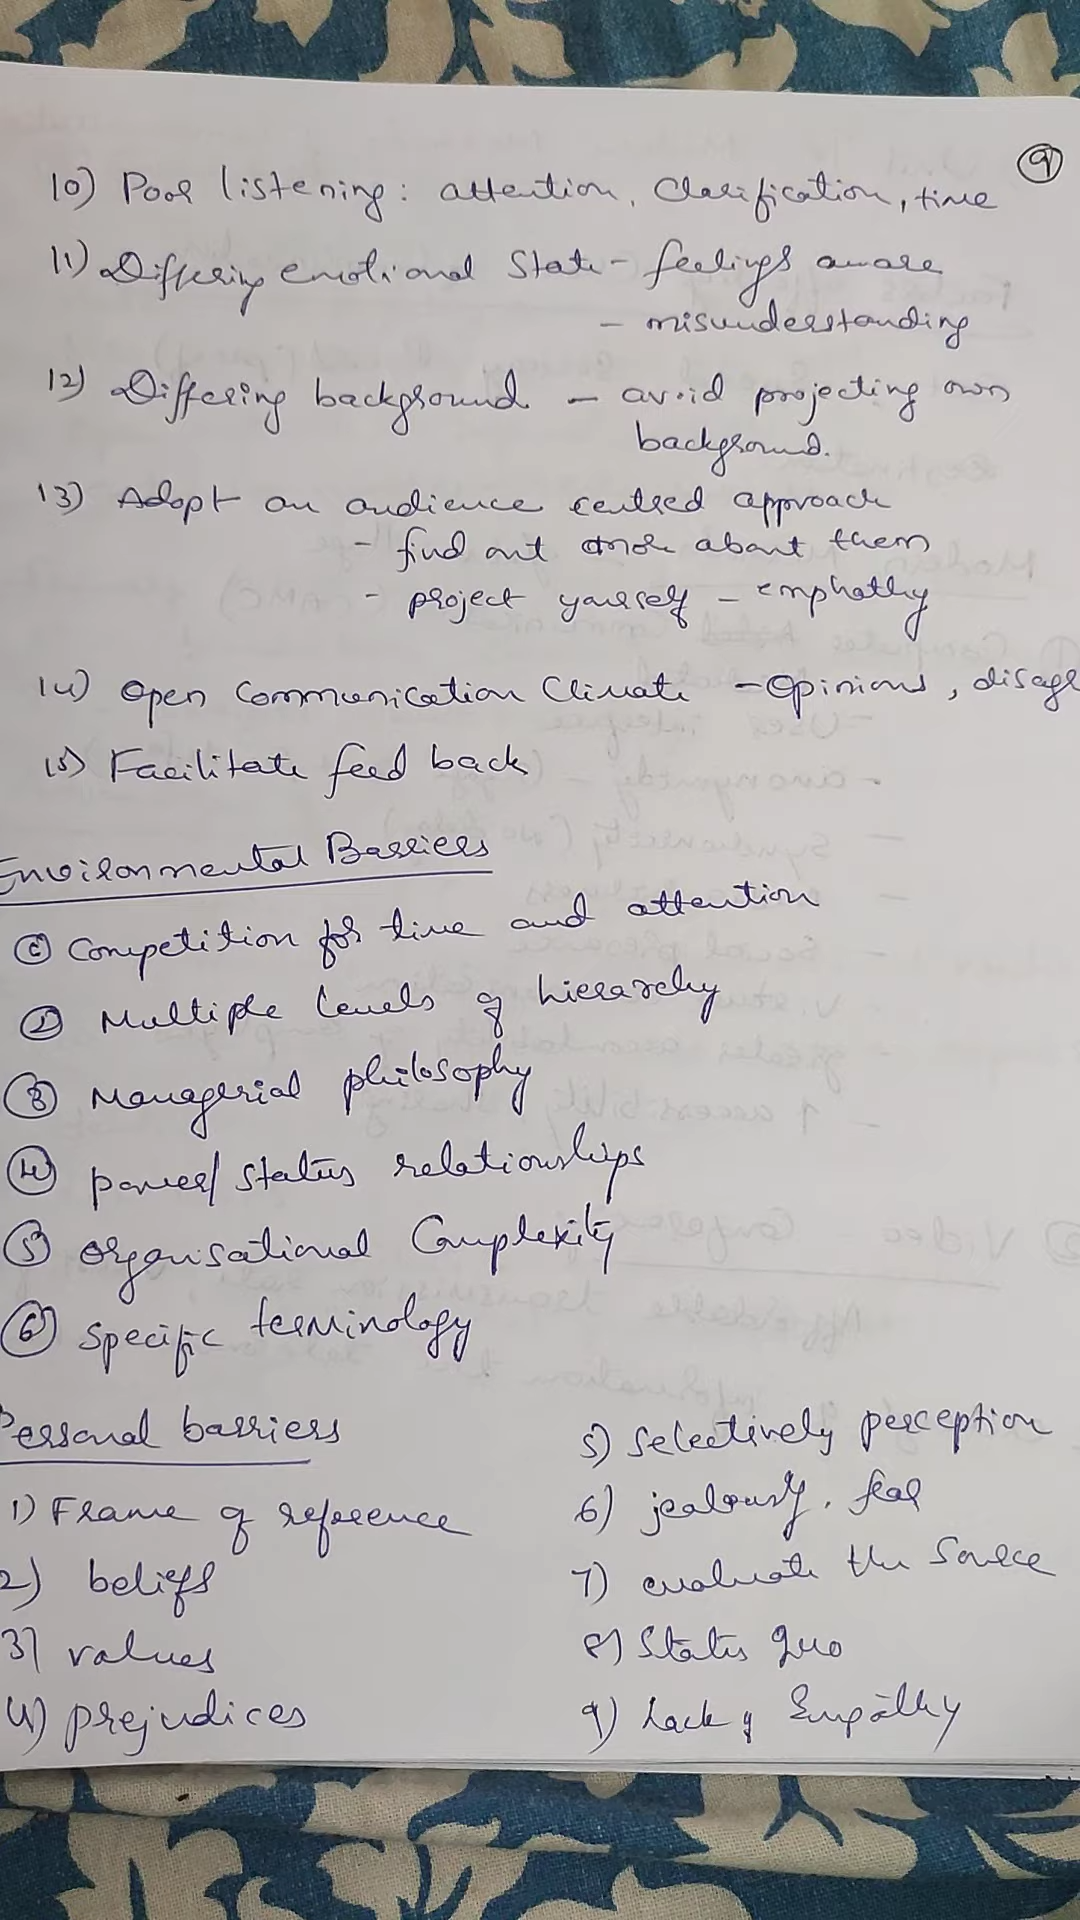 9
10) Poor listening: attention, Clarification, time
11) Differing emotional State - feelings aware
- misunderstanding
12) Differing background - avoid projecting own
background.
13) Adopt an audience centred approach
- find out more about them
- project yourself - emphathy
14) Open Communication Climate - Opinions, disagr
15) Facilitate feed back
Environmental Barriers
① Competition for time and attention
② Multiple levels of hierarchy
③ Managerial philosophy
④ power/status relationships
⑤ organisational Complexity
⑥ specific terminology
Personal barriers
1) Frame of reference
2) beliefs
3) values
4) prejudices
5) Selectively perception
6) jealousy, fear
7) evaluate the Source
8) Status quo
9) Lack of Empathy